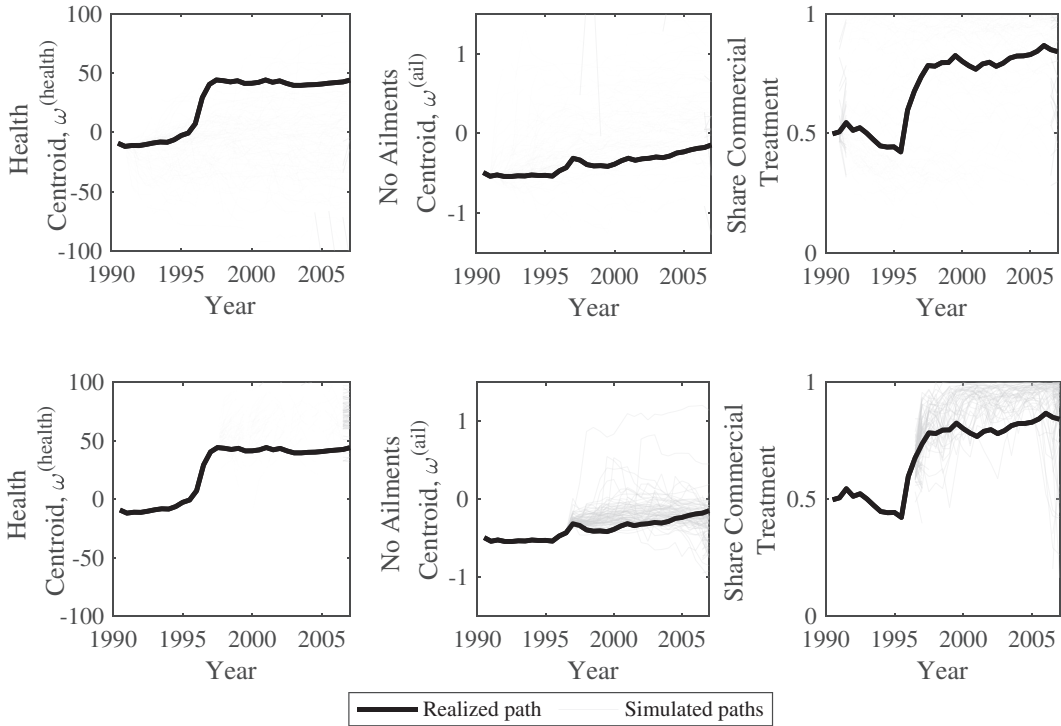 100
50
0
-50
-100
Health
Centroid, ω(health)
1990 1995 2000 2005
Year
1
0
-1
No Ailments
Centroid, ω(ail)
1990 1995 2000 2005
Year
1
0.5
0
Share Commercial
Treatment
1990 1995 2000 2005
Year
100
50
0
-50
-100
Health
Centroid, ω(health)
1990 1995 2000 2005
Year
1
0
-1
No Ailments
Centroid, ω(ail)
1990 1995 2000 2005
Year
1
0.5
0
Share Commercial
Treatment
1990 1995 2000 2005
Year
Realized path Simulated paths